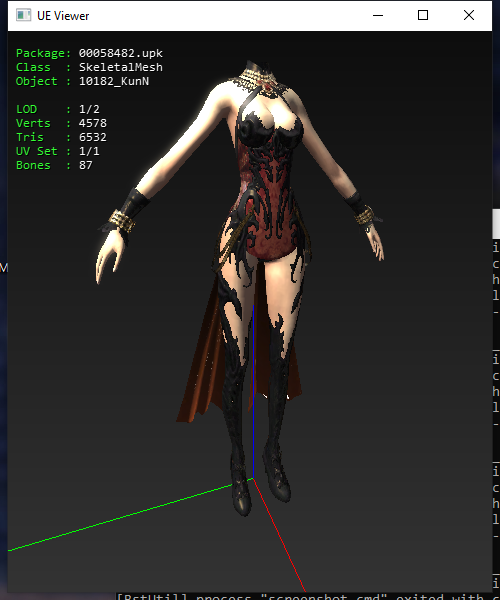 UE Viewer
Package: 00058482.upk
Class : SkeletalMesh
Object : 10182_KunN
LOD : 1/2
Verts : 4578
Tris : 6532
UV Set : 1/1
Bones : 87
M
i
c
h
l
-
i
c
h
l
-
i
c
h
l
-
[BstUtil] process "screenshot.cmd" exited with c